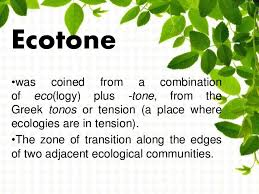 Ecotone
•was coined from a combination
of eco(logy) plus -tone, from the
Greek tonos or tension (a place where
ecologies are in tension).
•The zone of transition along the edges
of two adjacent ecological communities.